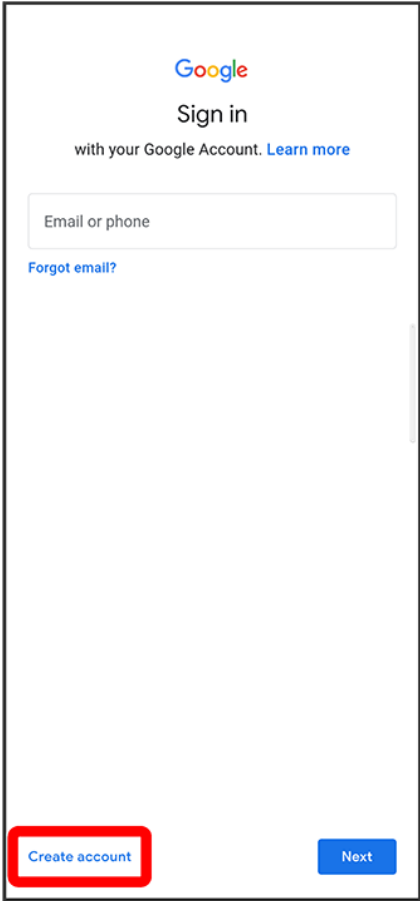 Google
Sign in
with your Google Account. Learn more
Email or phone
Forgot email?
Create account
Next